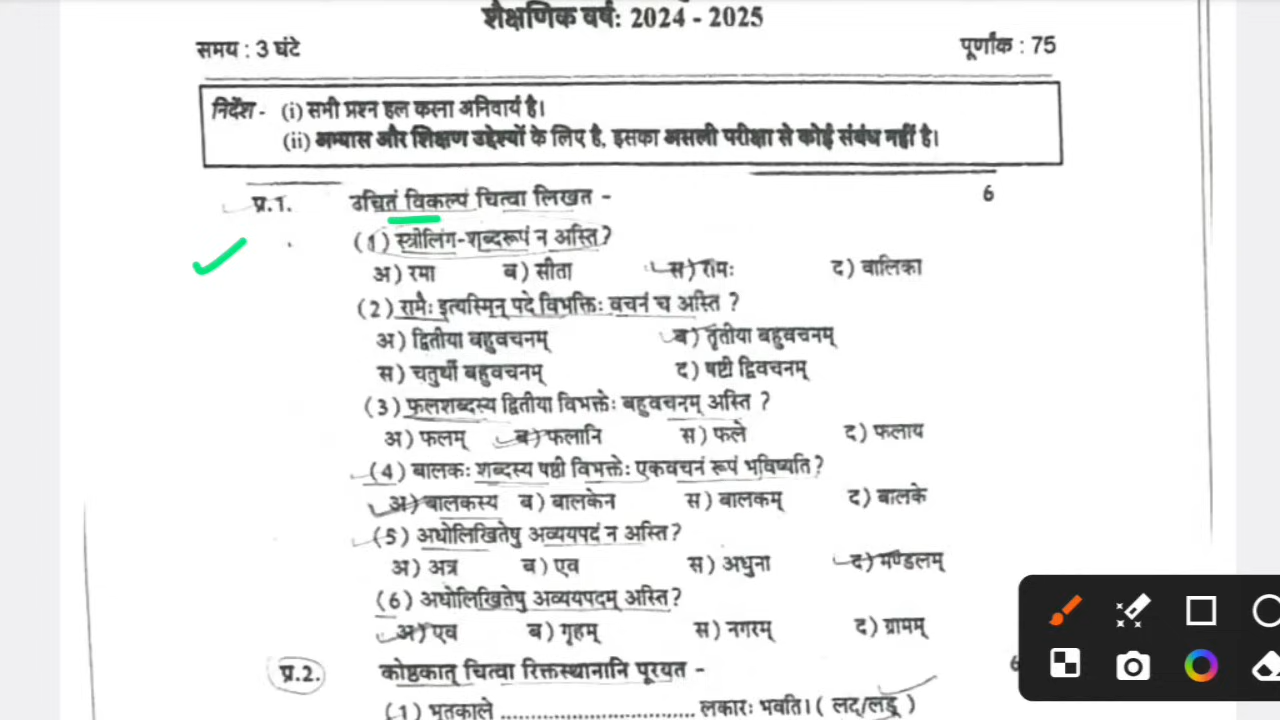 शैक्षणिक वर्ष: 2024 - 2025
समय : 3 घंटे पूर्णांक : 75
निर्देश - (i) सभी प्रश्न हल करना अनिवार्य है।
(ii) अभ्यास और शिक्षण उद्देश्यों के लिए है, इसका असली परीक्षा से कोई संबंध नहीं है।
प्र.1. उचितं विकल्पं चित्वा लिखत - 6
(1) स्त्रीलिंग-शब्दरूपं न अस्ति?
अ) रमा ब) सीता स) रामः द) बालिका
(2) रामैः इत्यस्मिन् पदे विभक्तिः वचनं च अस्ति ?
अ) द्वितीया बहुवचनम् ब) तृतीया बहुवचनम्
स) चतुर्थी बहुवचनम् द) षष्टी द्विवचनम्
(3) फलशब्दस्य द्वितीया विभक्तेः बहुवचनम् अस्ति ?
अ) फलम् ब) फलानि स) फले द) फलाय
(4) बालकः शब्दस्य षष्ठी विभक्तेः एकवचनं रूपं भविष्यति?
अ) बालकस्य ब) बालकेन स) बालकम् द) बालके
(5) अधोलिखितेषु अव्ययपदं न अस्ति?
अ) अत्र ब) एव स) अधुना द) मण्डलम्
(6) अधोलिखितेषु अव्ययपदम् अस्ति?
अ) एव ब) गृहम् स) नगरम् द) ग्रामम्
प्र.2. कोष्ठकात् चित्वा रिक्तस्थानानि पूरयत - 6
(1) भूतकाले .............................. लकारः भवति। ( लट्/लङ् )